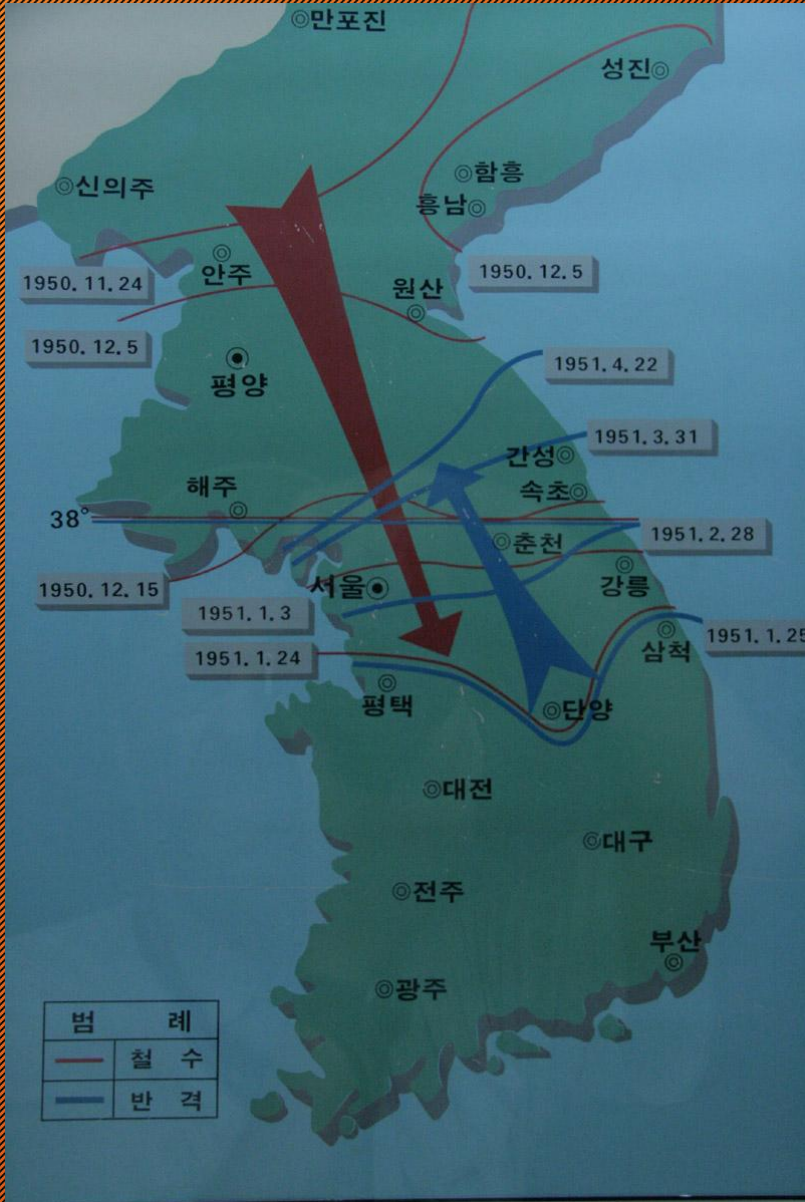 만포진
성진
함흥
신의주
흥남
안주
1950.12.5
1950.11.24
원산
1950.12.5
평양
1951.4.22
1951.3.31
간성
해주
속초
38°
춘천
1951.2.28
서울
강릉
1950.12.15
1951.1.3
1951.1.25
1951.1.24
삼척
평택
단양
대전
대구
전주
부산
광주
범 례
철 수
반 격